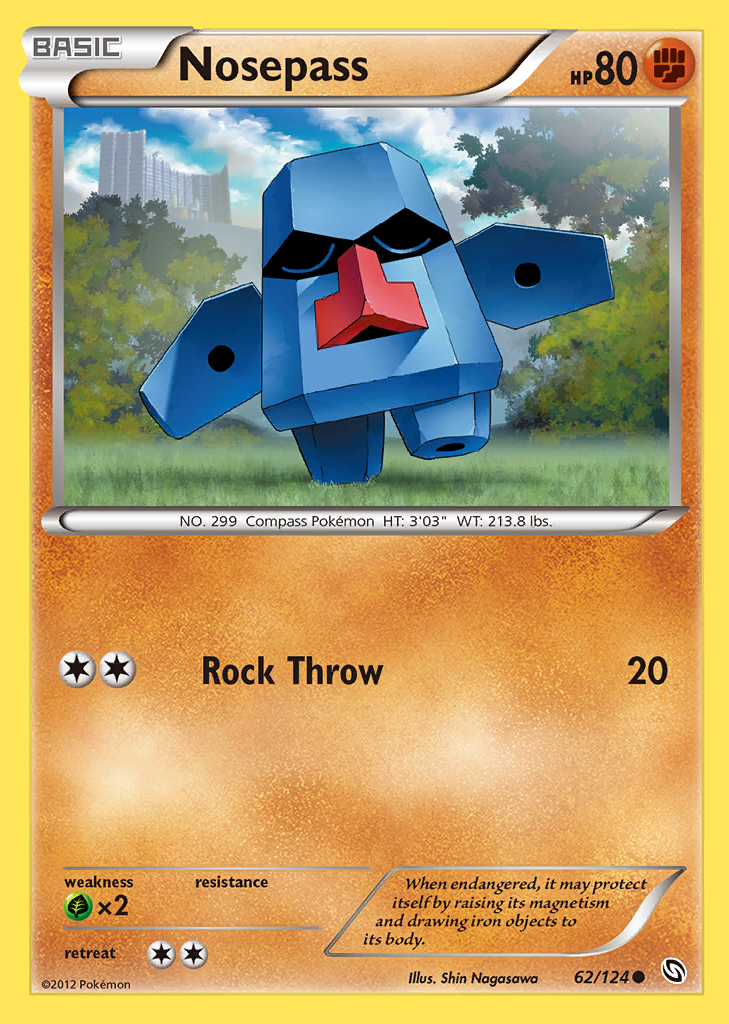 BASIC
Nosepass
HP80
NO. 299 Compass Pokémon HT: 3'03" WT: 213.8 lbs.
Rock Throw 20
weakness resistance
×2
retreat
When endangered, it may protect
itself by raising its magnetism
and drawing iron objects to
its body.
©2012 Pokémon
Illus. Shin Nagasawa
62/124